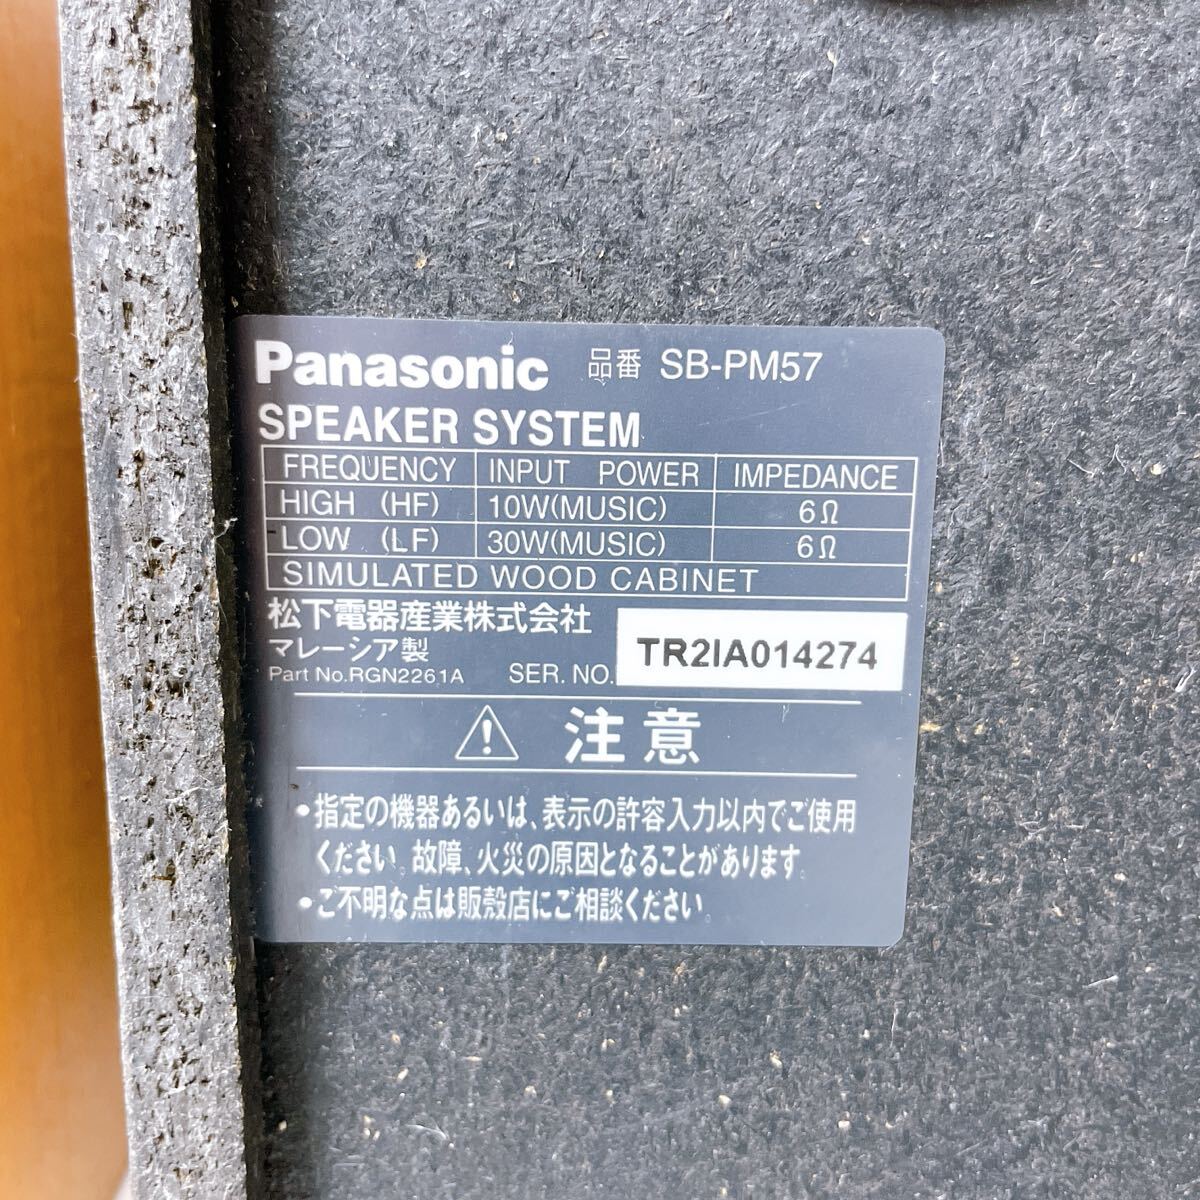 Panasonic 品番 SB-PM57
SPEAKER SYSTEM
FREQUENCY INPUT POWER IMPEDANCE
HIGH (HF) 10W(MUSIC) 6Ω
LOW (LF) 30W(MUSIC) 6Ω
SIMULATED WOOD CABINET
松下電器産業株式会社
マレーシア製
Part No.RGN2261A SER. NO. TR2IA014274
注意
•指定の機器あるいは、表示の許容入力以内でご使用
ください。故障、火災の原因となることがあります。
•ご不明な点は販売店にご相談ください。